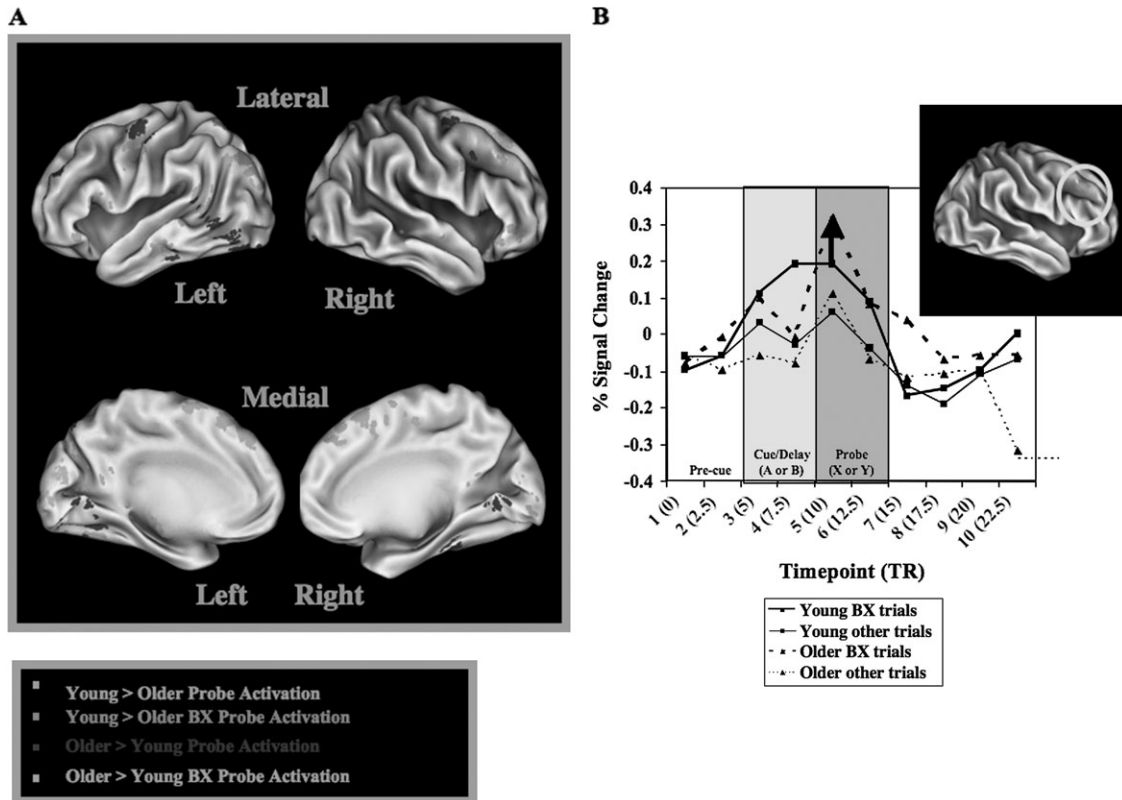 A
Lateral
Left
Right
Medial
Left
Right
Young > Older Probe Activation
Young > Older BX Probe Activation
Older > Young Probe Activation
Older > Young BX Probe Activation
B
% Signal Change
0.4
0.3
0.2
0.1
0
-0.1
-0.2
-0.3
-0.4
Pre-cue
Cue/Delay
(A or B)
Probe
(X or Y)
1 (0)
2 (2.5)
3 (5)
4 (7.5)
5 (10)
6 (12.5)
7 (15)
8 (17.5)
9 (20)
10 (22.5)
Timepoint (TR)
Young BX trials
Young other trials
Older BX trials
Older other trials